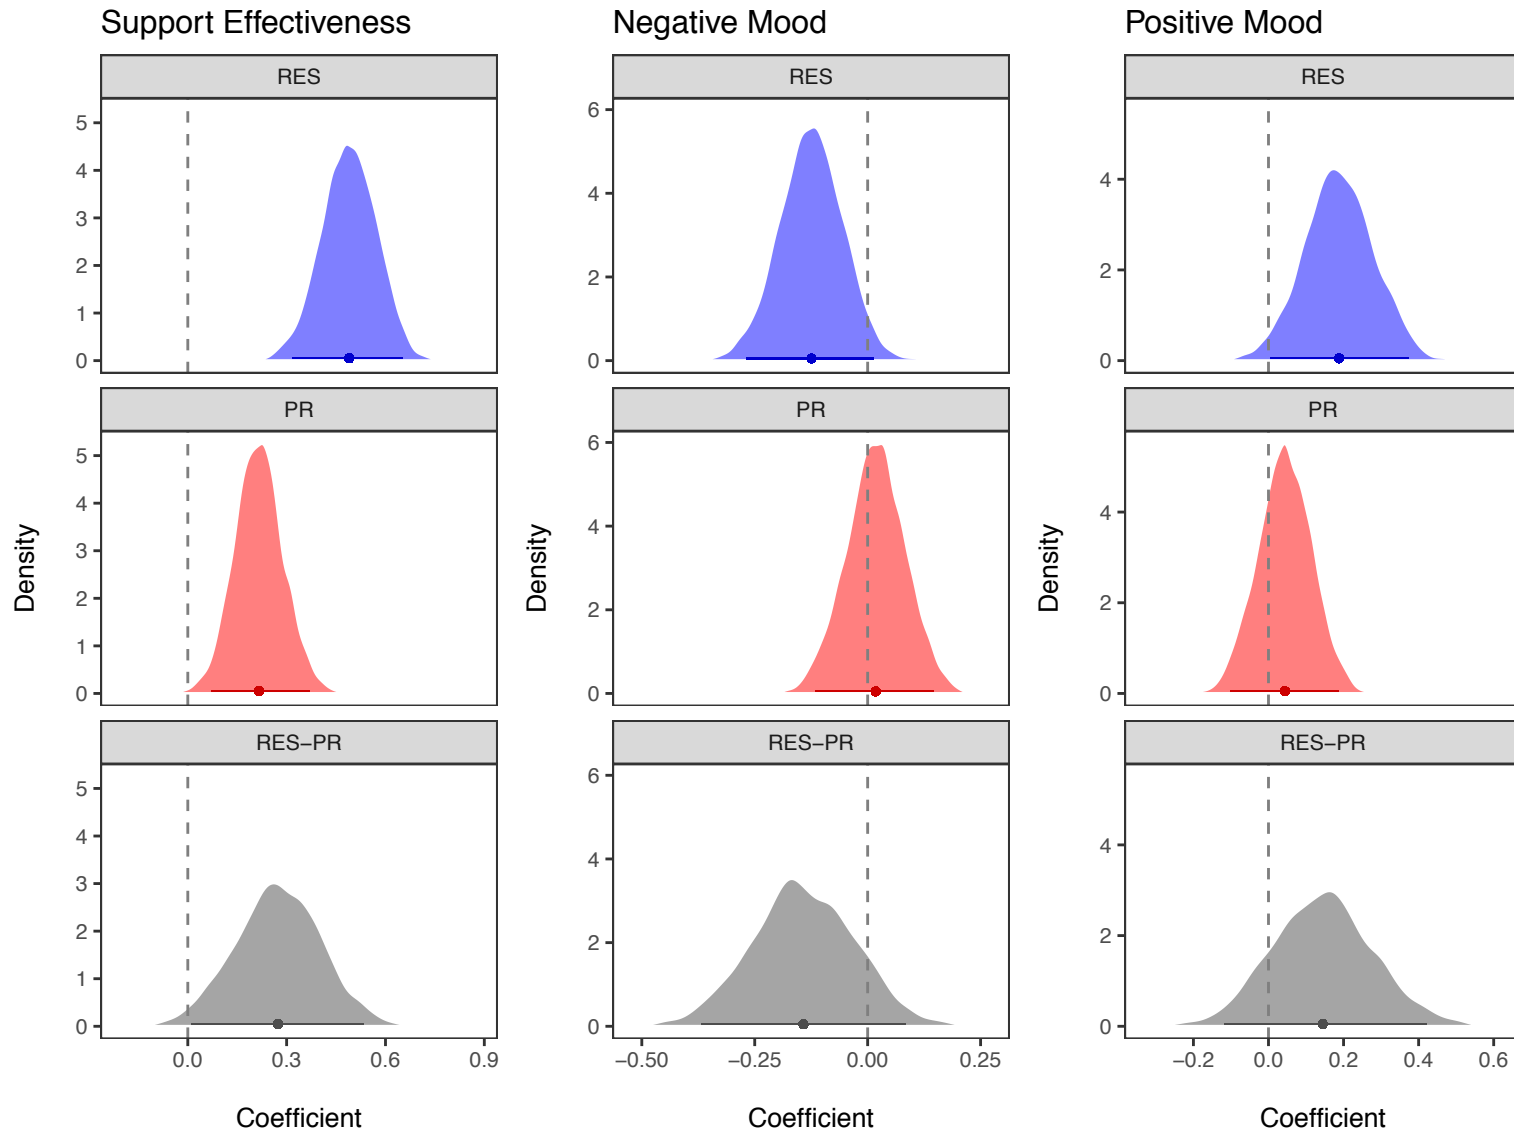 Support Effectiveness
Negative Mood
Positive Mood
RES
RES
RES
5
4
3
2
1
0
6
4
2
0
4
2
0
PR
PR
PR
5
4
3
2
1
0
6
4
2
0
4
2
0
Density
Density
Density
RES−PR
RES−PR
RES−PR
5
4
3
2
1
0
6
4
2
0
4
2
0
0.0 0.3 0.6 0.9
−0.50 −0.25 0.00 0.25
−0.2 0.0 0.2 0.4 0.6
Coefficient
Coefficient
Coefficient